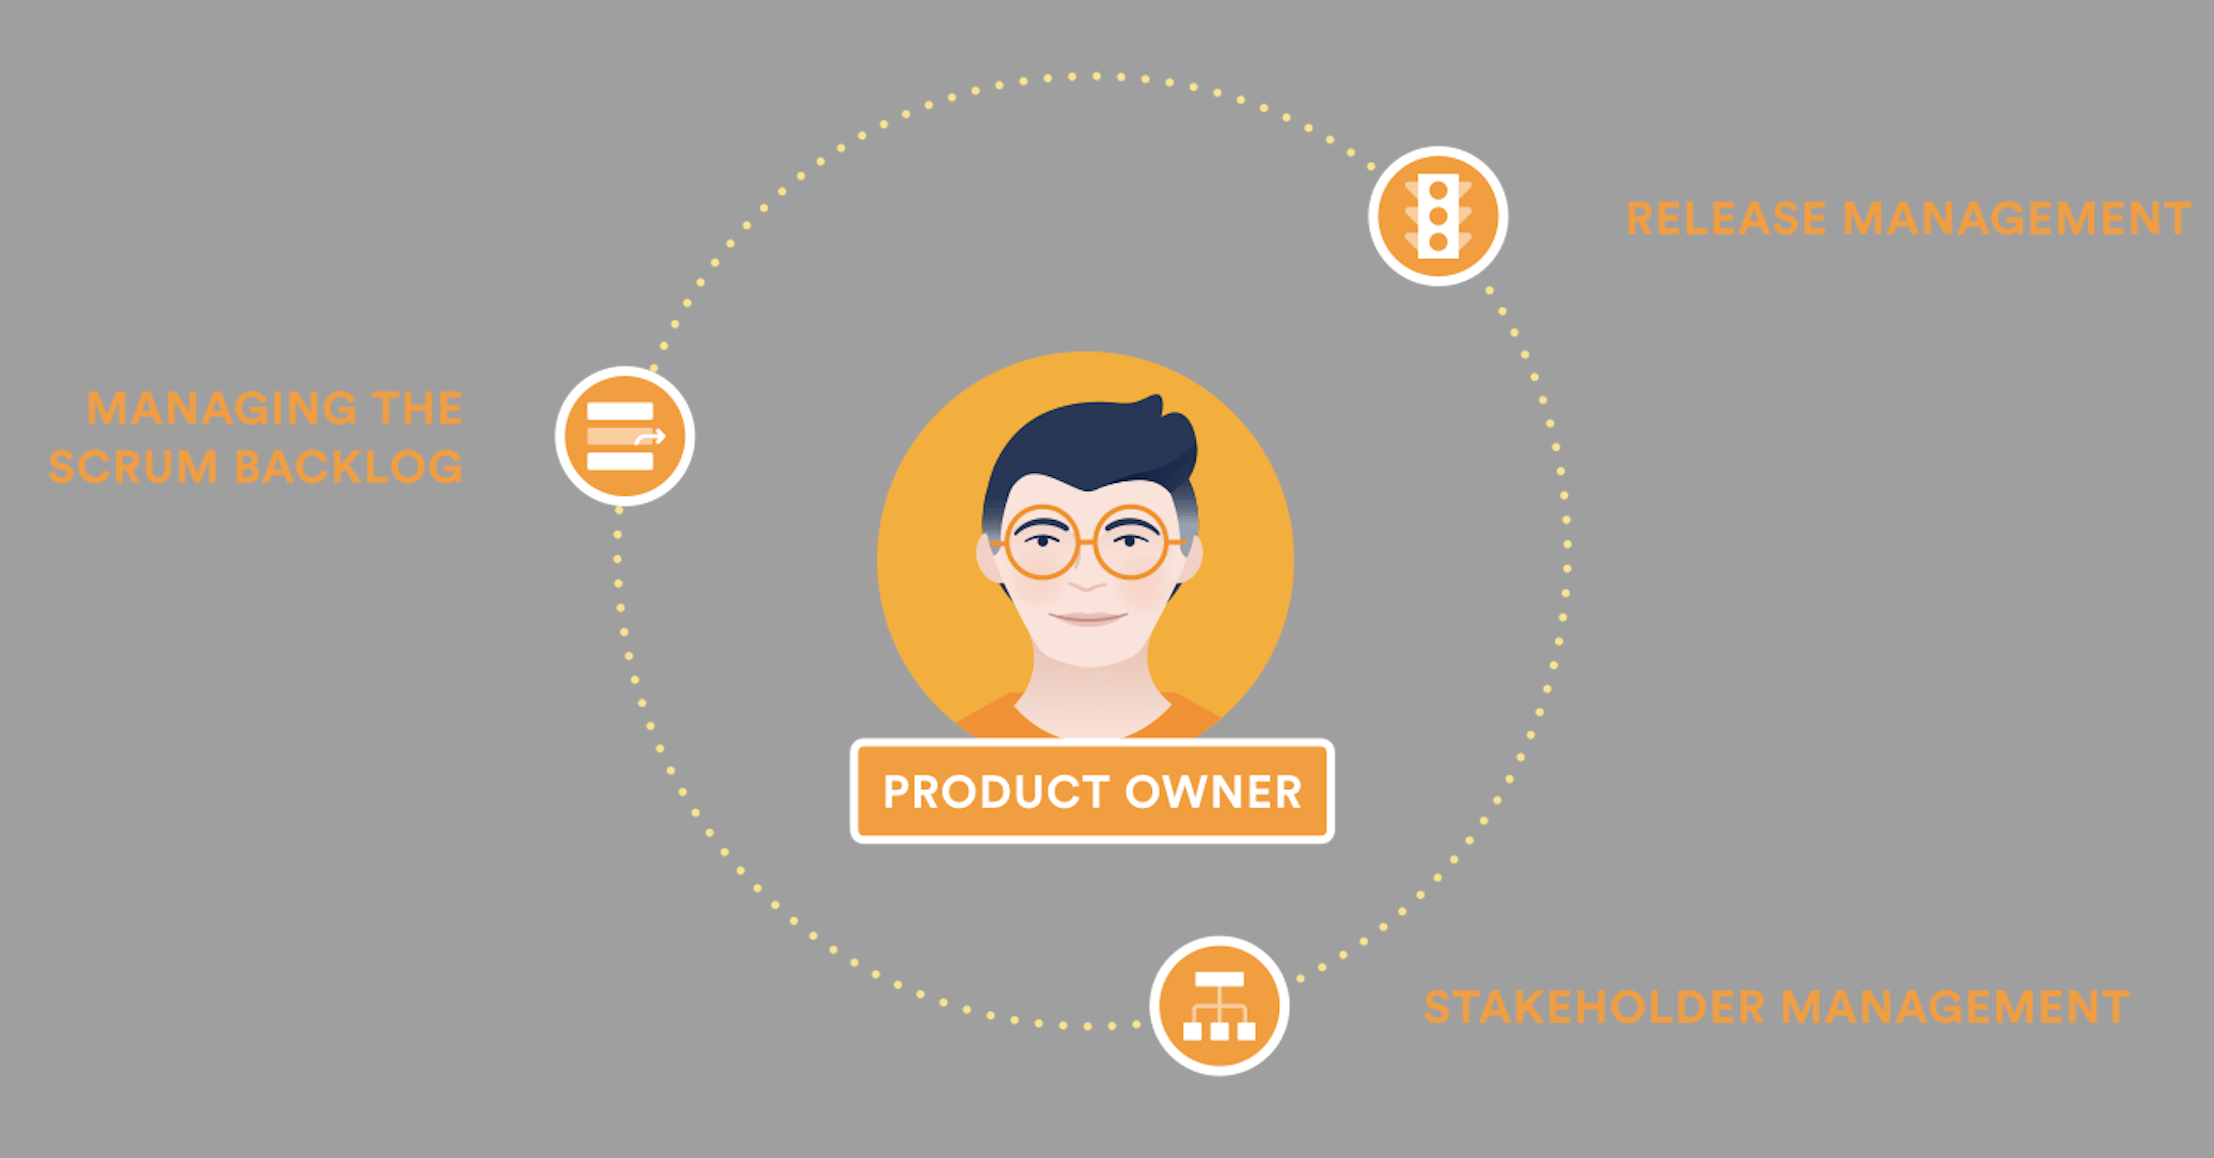 RELEASE MANAGEMENT
MANAGING THE
SCRUM BACKLOG
PRODUCT OWNER
STAKEHOLDER MANAGEMENT